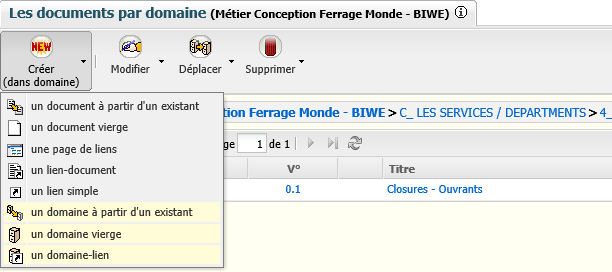 Les documents par domaine (Métier Conception Ferrage Monde - BIWE)
NEW
Créer
(dans domaine)
Modifier
Déplacer
Supprimer
un document à partir d'un existant
un document vierge
une page de liens
un lien-document
un lien simple
un domaine à partir d'un existant
un domaine vierge
un domaine-lien
ption Ferrage Monde - BIWE > C_ LES SERVICES / DEPARTMENTS > 4_
ge 1 de 1
V° Titre
0.1 Closures - Ouvrants